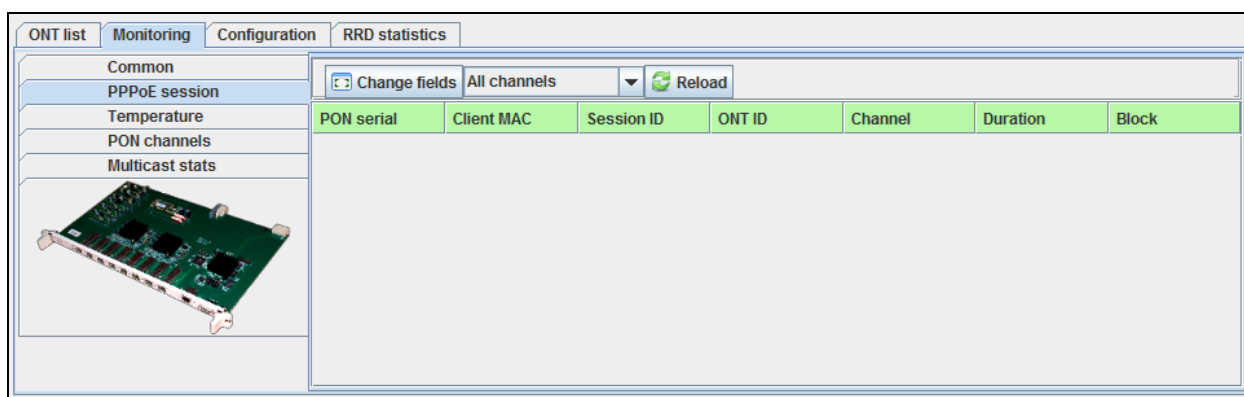 ONT list Monitoring Configuration RRD statistics
Common
PPPoE session
Temperature
PON channels
Multicast stats
Change fields All channels Reload
PON serial Client MAC Session ID ONT ID Channel Duration Block